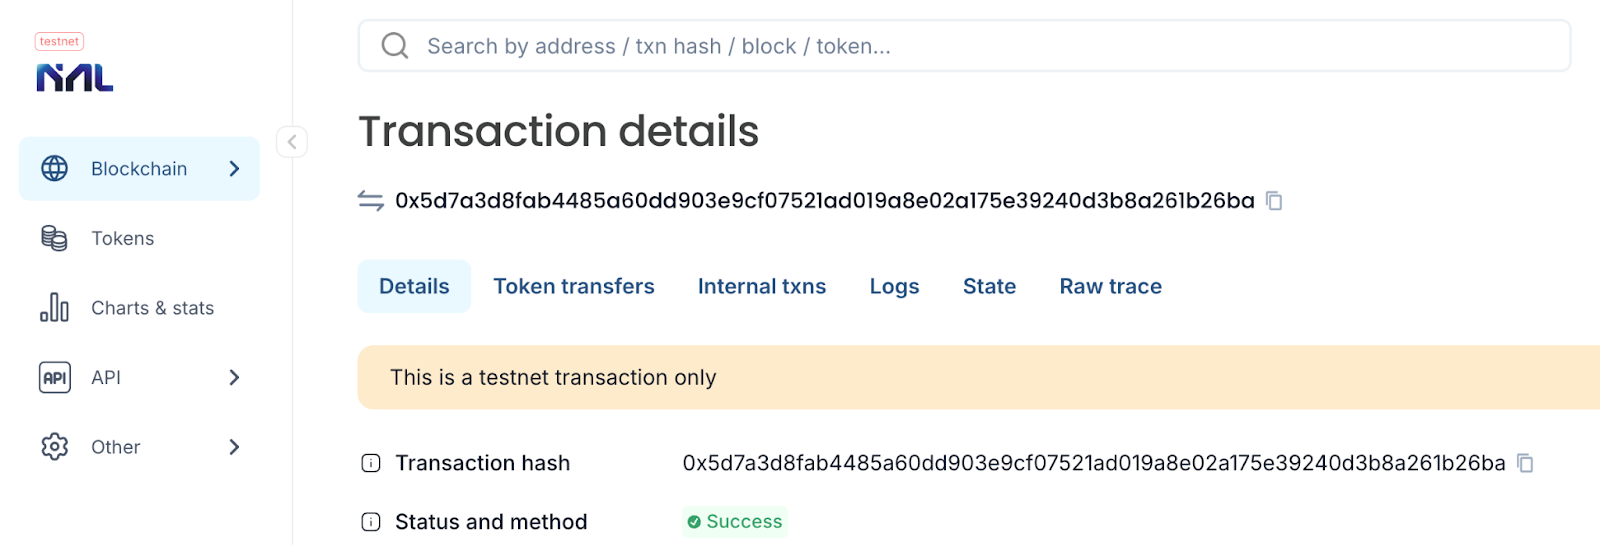 testnet
NAL
Search by address / txn hash / block / token...
Transaction details
0x5d7a3d8fab4485a60dd903e9cf07521ad019a8e02a175e39240d3b8a261b26ba
Blockchain
Tokens
Charts & stats
API API
Other
Details Token transfers Internal txns Logs State Raw trace
This is a testnet transaction only
Transaction hash 0x5d7a3d8fab4485a60dd903e9cf07521ad019a8e02a175e39240d3b8a261b26ba
Status and method Success